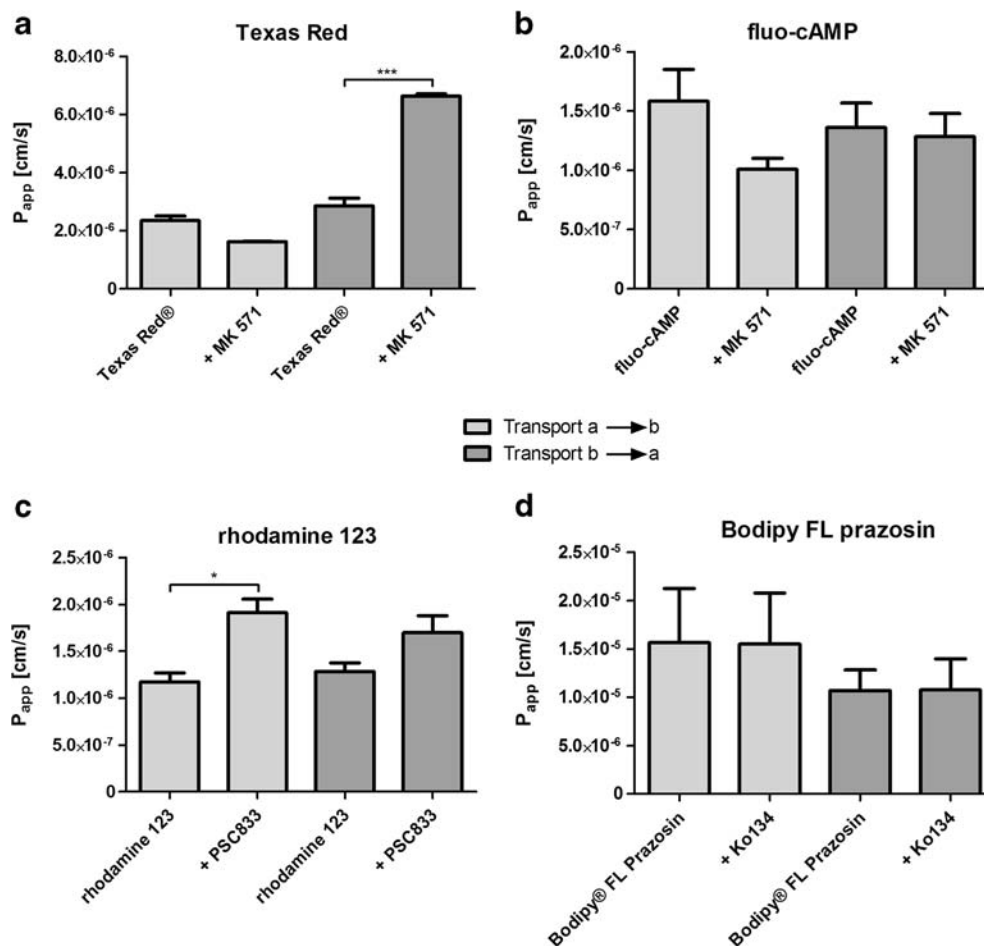 a
Texas Red
8.0×10⁻⁶
6.0×10⁻⁶
4.0×10⁻⁶
2.0×10⁻⁶
0
Papp [cm/s]
***
Texas Red®
+ MK 571
Texas Red®
+ MK 571
b
fluo-cAMP
2.0×10⁻⁶
1.5×10⁻⁶
1.0×10⁻⁶
5.0×10⁻⁷
0
Papp [cm/s]
fluo-cAMP
+ MK 571
fluo-cAMP
+ MK 571
Transport a → b
Transport b → a
c
rhodamine 123
2.5×10⁻⁶
2.0×10⁻⁶
1.5×10⁻⁶
1.0×10⁻⁶
5.0×10⁻⁷
0
Papp [cm/s]
*
rhodamine 123
+ PSC833
rhodamine 123
+ PSC833
d
Bodipy FL prazosin
2.5×10⁻⁵
2.0×10⁻⁵
1.5×10⁻⁵
1.0×10⁻⁵
5.0×10⁻⁶
0
Papp [cm/s]
Bodipy® FL Prazosin
+ Ko134
Bodipy® FL Prazosin
+ Ko134